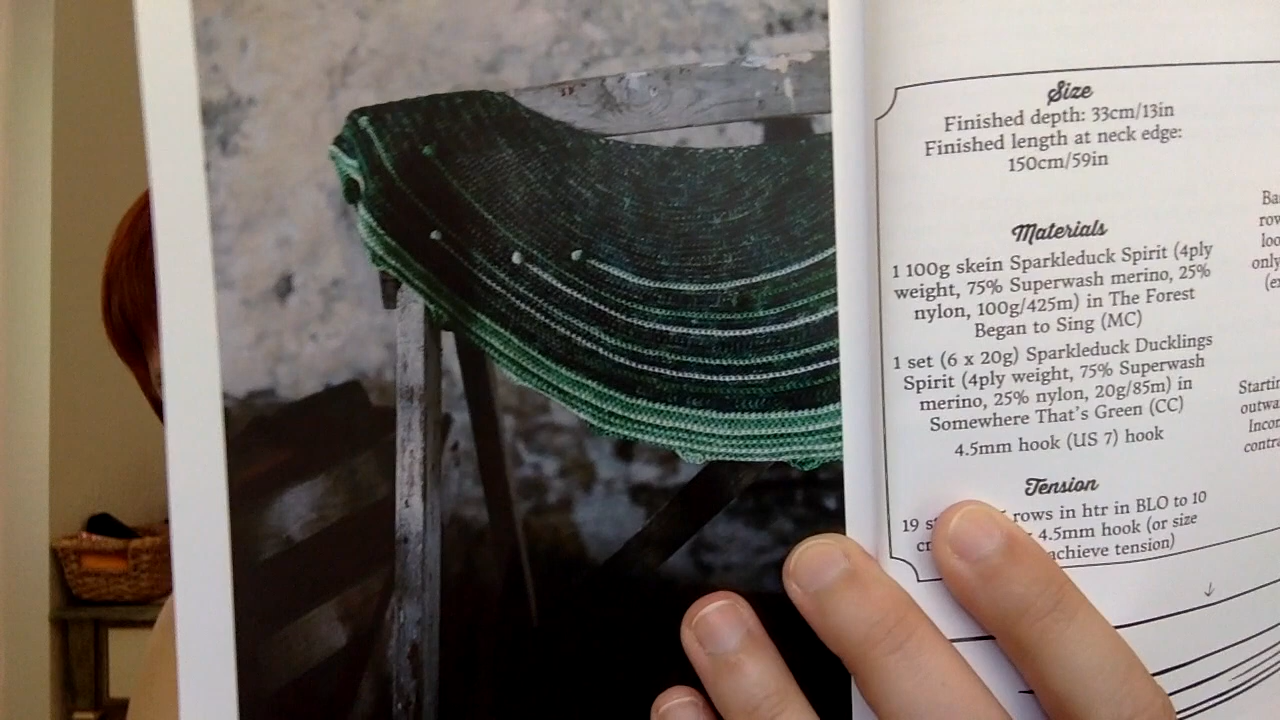 Size
Finished depth: 33cm/13in
Finished length at neck edge:
150cm/59in
Materials
1 100g skein Sparkleduck Spirit (4ply
weight, 75% Superwash merino, 25%
nylon, 100g/425m) in The Forest
Began to Sing (MC)
1 set (6 x 20g) Sparkleduck Ducklings
Spirit (4ply weight, 75% Superwash
merino, 25% nylon, 20g/85m) in
Somewhere That's Green (CC)
4.5mm hook (US 7) hook
Tension
19 rows in htr in BLO to 10
4.5mm hook (or size
achieve tension)
only